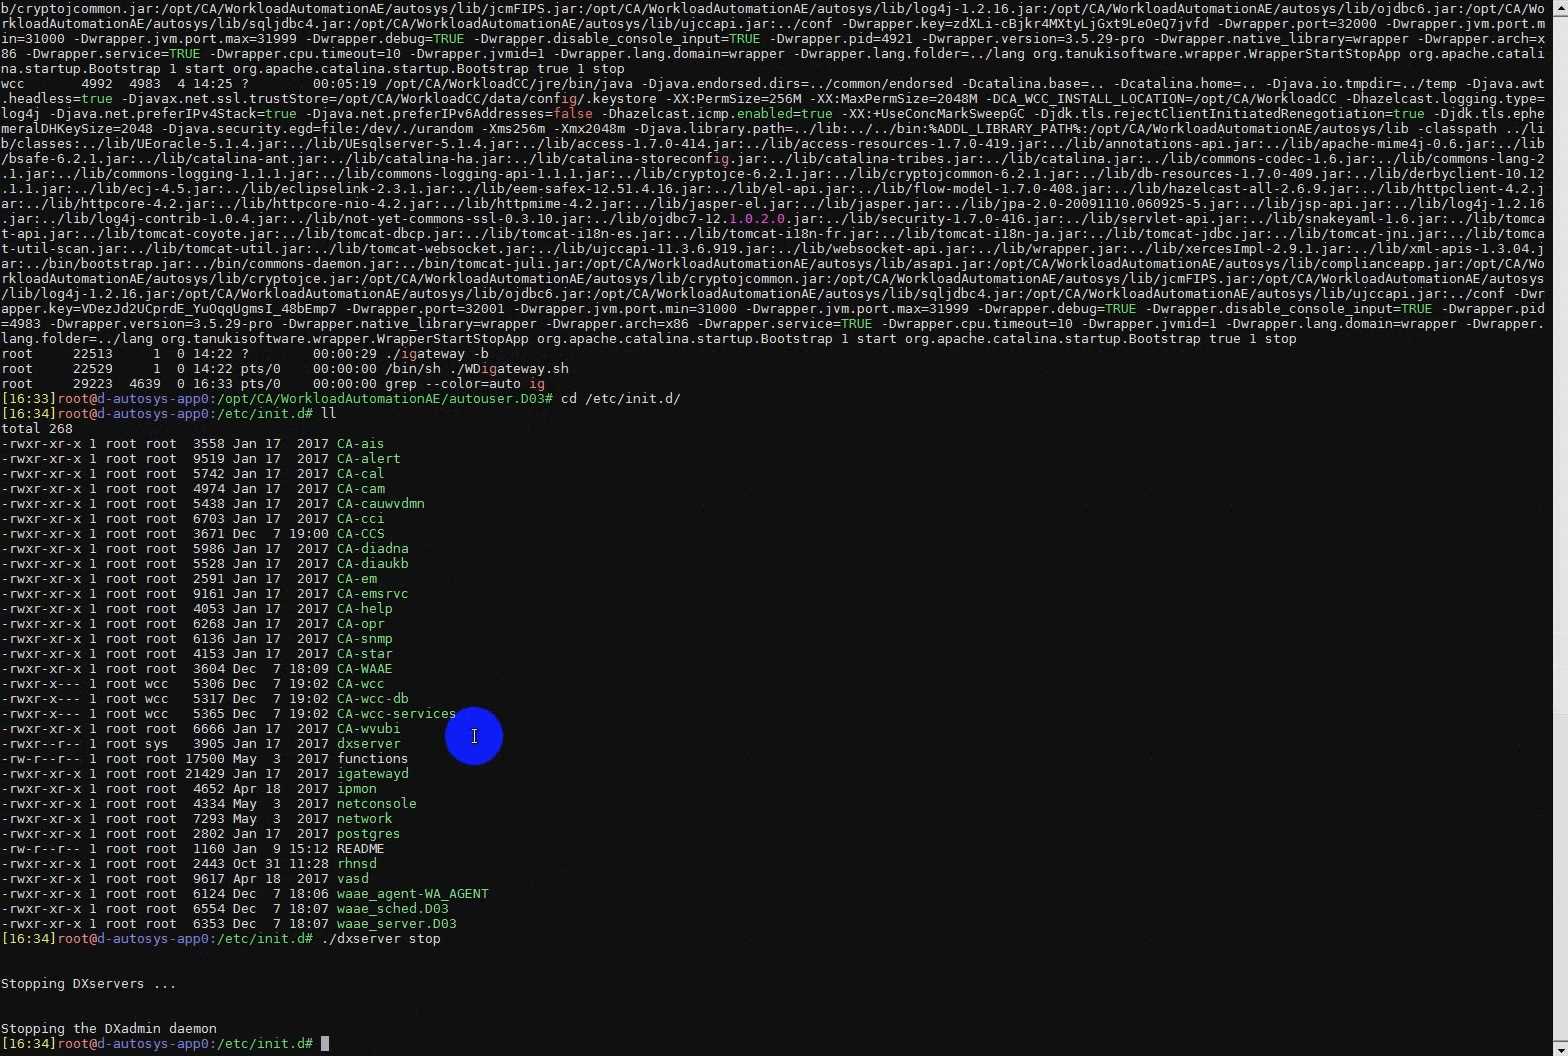 b/cryptojcommon.jar:/opt/CA/WorkloadAutomationAE/autosys/lib/jcmFIPS.jar:/opt/CA/WorkloadAutomationAE/autosys/lib/log4j-1.2.16.jar:/opt/CA/WorkloadAutomationAE/autosys/lib/ojdbc6.jar:/opt/CA/Wo
rkloadAutomationAE/autosys/lib/sqljdbc4.jar:/opt/CA/WorkloadAutomationAE/autosys/lib/ujccapi.jar:../conf -Dwrapper.key=zdXLi-cBjkr4MXtyLjGxt9LeOeQ7jvfd -Dwrapper.port=32000 -Dwrapper.jvm.port.m
in=31000 -Dwrapper.jvm.port.max=31999 -Dwrapper.debug=TRUE -Dwrapper.disable_console_input=TRUE -Dwrapper.pid=4921 -Dwrapper.version=3.5.29-pro -Dwrapper.native_library=wrapper -Dwrapper.arch=x
86 -Dwrapper.service=TRUE -Dwrapper.cpu.timeout=10 -Dwrapper.jvmid=1 -Dwrapper.lang.domain=wrapper -Dwrapper.lang.folder=../lang org.tanukisoftware.wrapper.WrapperStartStopApp org.apache.catali
na.startup.Bootstrap 1 start org.apache.catalina.startup.Bootstrap true 1 stop
wcc       4992  4983  4 14:25 ?        00:05:19 /opt/CA/WorkloadCC/jre/bin/java -Djava.endorsed.dirs=../common/endorsed -Dcatalina.base=.. -Dcatalina.home=.. -Djava.io.tmpdir=../temp -Djava.awt
.headless=true -Djavax.net.ssl.trustStore=/opt/CA/WorkloadCC/data/config/.keystore -XX:PermSize=256M -XX:MaxPermSize=2048M -DCA_WCC_INSTALL_LOCATION=/opt/CA/WorkloadCC -Dhazelcast.logging.type=
log4j -Djava.net.preferIPv4Stack=true -Djava.net.preferIPv6Addresses=false -Dhazelcast.icmp.enabled=true -XX:+UseConcMarkSweepGC -Djdk.tls.rejectClientInitiatedRenegotiation=true -Djdk.tls.ephe
meralDHKeySize=2048 -Djava.security.egd=file:/dev/./urandom -Xms256m -Xmx2048m -Djava.library.path=../lib:../../bin:%ADDL_LIBRARY_PATH%:/opt/CA/WorkloadAutomationAE/autosys/lib -classpath ../li
b/classes:../lib/UEoracle-5.1.4.jar:../lib/UEsqlserver-5.1.4.jar:../lib/access-1.7.0-414.jar:../lib/access-resources-1.7.0-419.jar:../lib/annotations-api.jar:../lib/apache-mime4j-0.6.jar:../lib
/bsafe-6.2.1.jar:../lib/catalina-ant.jar:../lib/catalina-ha.jar:../lib/catalina-storeconfig.jar:../lib/catalina-tribes.jar:../lib/catalina.jar:../lib/commons-codec-1.6.jar:../lib/commons-lang-2
.1.jar:../lib/commons-logging-1.1.1.jar:../lib/commons-logging-api-1.1.1.jar:../lib/cryptojce-6.2.1.jar:../lib/cryptojcommon-6.2.1.jar:../lib/db-resources-1.7.0-409.jar:../lib/derbyclient-10.12
.1.1.jar:../lib/ecj-4.5.jar:../lib/eclipselink-2.3.1.jar:../lib/eem-safex-12.51.4.16.jar:../lib/el-api.jar:../lib/flow-model-1.7.0-408.jar:../lib/hazelcast-all-2.6.9.jar:../lib/httpclient-4.2.j
ar:../lib/httpcore-4.2.jar:../lib/httpcore-nio-4.2.jar:../lib/httpmime-4.2.jar:../lib/jasper-el.jar:../lib/jasper.jar:../lib/jpa-2.0-20091110.060925-5.jar:../lib/jsp-api.jar:../lib/log4j-1.2.16
.jar:../lib/log4j-contrib-1.0.4.jar:../lib/not-yet-commons-ssl-0.3.10.jar:../lib/ojdbc7-12.1.0.2.0.jar:../lib/security-1.7.0-416.jar:../lib/servlet-api.jar:../lib/snakeyaml-1.6.jar:../lib/tomca
t-api.jar:../lib/tomcat-coyote.jar:../lib/tomcat-dbcp.jar:../lib/tomcat-i18n-es.jar:../lib/tomcat-i18n-fr.jar:../lib/tomcat-i18n-ja.jar:../lib/tomcat-jdbc.jar:../lib/tomcat-jni.jar:../lib/tomca
t-util-scan.jar:../lib/tomcat-util.jar:../lib/tomcat-websocket.jar:../lib/ujccapi-11.3.6.919.jar:../lib/websocket-api.jar:../lib/wrapper.jar:../lib/xercesImpl-2.9.1.jar:../lib/xml-apis-1.3.04.j
ar:../bin/bootstrap.jar:../bin/commons-daemon.jar:../bin/tomcat-juli.jar:/opt/CA/WorkloadAutomationAE/autosys/lib/asapi.jar:/opt/CA/WorkloadAutomationAE/autosys/lib/complianceapp.jar:/opt/CA/Wo
rkloadAutomationAE/autosys/lib/cryptojce.jar:/opt/CA/WorkloadAutomationAE/autosys/lib/cryptojcommon.jar:/opt/CA/WorkloadAutomationAE/autosys/lib/jcmFIPS.jar:/opt/CA/WorkloadAutomationAE/autosys
/lib/log4j-1.2.16.jar:/opt/CA/WorkloadAutomationAE/autosys/lib/ojdbc6.jar:/opt/CA/WorkloadAutomationAE/autosys/lib/sqljdbc4.jar:/opt/CA/WorkloadAutomationAE/autosys/lib/ujccapi.jar:../conf -Dwr
apper.key=VDezJd2UCprdE_YuOqqUgmsI_48bEmp7 -Dwrapper.port=32001 -Dwrapper.jvm.port.min=31000 -Dwrapper.jvm.port.max=31999 -Dwrapper.debug=TRUE -Dwrapper.disable_console_input=TRUE -Dwrapper.pid
=4983 -Dwrapper.version=3.5.29-pro -Dwrapper.native_library=wrapper -Dwrapper.arch=x86 -Dwrapper.service=TRUE -Dwrapper.cpu.timeout=10 -Dwrapper.jvmid=1 -Dwrapper.lang.domain=wrapper -Dwrapper.
lang.folder=../lang org.tanukisoftware.wrapper.WrapperStartStopApp org.apache.catalina.startup.Bootstrap 1 start org.apache.catalina.startup.Bootstrap true 1 stop
root     22513     1  0 14:22 ?        00:00:29 ./igateway -b
root     22529     1  0 14:22 pts/0    00:00:00 /bin/sh ./WDigateway.sh
root     29223  4639  0 16:33 pts/0    00:00:00 grep --color=auto ig
[16:33]root@d-autosys-app0:/opt/CA/WorkloadAutomationAE/autouser.D03# cd /etc/init.d/
[16:34]root@d-autosys-app0:/etc/init.d# ll
total 268
-rwxr-xr-x 1 root root  3558 Jan 17  2017 CA-ais
-rwxr-xr-x 1 root root  9519 Jan 17  2017 CA-alert
-rwxr-xr-x 1 root root  5742 Jan 17  2017 CA-cal
-rwxr-xr-x 1 root root  4974 Jan 17  2017 CA-cam
-rwxr-xr-x 1 root root  5438 Jan 17  2017 CA-cauwvdmn
-rwxr-xr-x 1 root root  6703 Jan 17  2017 CA-cci
-rwxr-xr-x 1 root root  3671 Dec  7 19:00 CA-CCS
-rwxr-xr-x 1 root root  5986 Jan 17  2017 CA-diadna
-rwxr-xr-x 1 root root  5528 Jan 17  2017 CA-diaukb
-rwxr-xr-x 1 root root  2591 Jan 17  2017 CA-em
-rwxr-xr-x 1 root root  9161 Jan 17  2017 CA-emsrvc
-rwxr-xr-x 1 root root  4053 Jan 17  2017 CA-help
-rwxr-xr-x 1 root root  6268 Jan 17  2017 CA-opr
-rwxr-xr-x 1 root root  6136 Jan 17  2017 CA-snmp
-rwxr-xr-x 1 root root  4153 Jan 17  2017 CA-star
-rwxr-xr-x 1 root root  3604 Dec  7 18:09 CA-WAAE
-rwxr-x--- 1 root wcc   5306 Dec  7 19:02 CA-wcc
-rwxr-x--- 1 root wcc   5317 Dec  7 19:02 CA-wcc-db
-rwxr-x--- 1 root wcc   5365 Dec  7 19:02 CA-wcc-services
-rwxr-xr-x 1 root root  6666 Jan 17  2017 CA-wvubi
-rwxr--r-- 1 root sys   3905 Jan 17  2017 dxserver
-rw-r--r-- 1 root root 17500 May  3  2017 functions
-rwxr-xr-x 1 root root 21429 Jan 17  2017 igatewayd
-rwxr-xr-x 1 root root  4652 Apr 18  2017 ipmon
-rwxr-xr-x 1 root root  4334 May  3  2017 netconsole
-rwxr-xr-x 1 root root  7293 May  3  2017 network
-rwxr-xr-x 1 root root  2802 Jan 17  2017 postgres
-rw-r--r-- 1 root root  1160 Jan  9 15:12 README
-rwxr-xr-x 1 root root  2443 Oct 31 11:28 rhnsd
-rwxr-xr-x 1 root root  9617 Apr 18  2017 vasd
-rwxr-xr-x 1 root root  6124 Dec  7 18:06 waae_agent-WA_AGENT
-rwxr-xr-x 1 root root  6554 Dec  7 18:07 waae_sched.D03
-rwxr-xr-x 1 root root  6353 Dec  7 18:07 waae_server.D03
[16:34]root@d-autosys-app0:/etc/init.d# ./dxserver stop
Stopping DXservers ...
Stopping the DXadmin daemon
[16:34]root@d-autosys-app0:/etc/init.d#